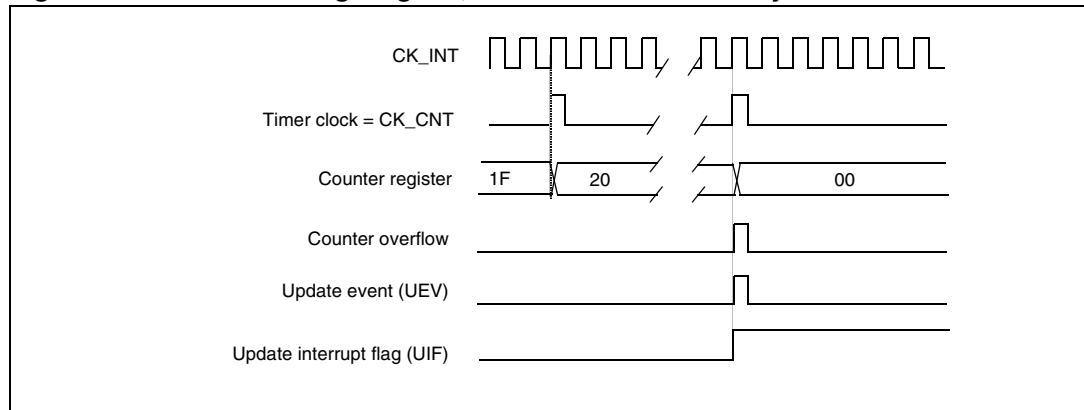 CK_INT
Timer clock = CK_CNT
Counter register 1F 20 00
Counter overflow
Update event (UEV)
Update interrupt flag (UIF)